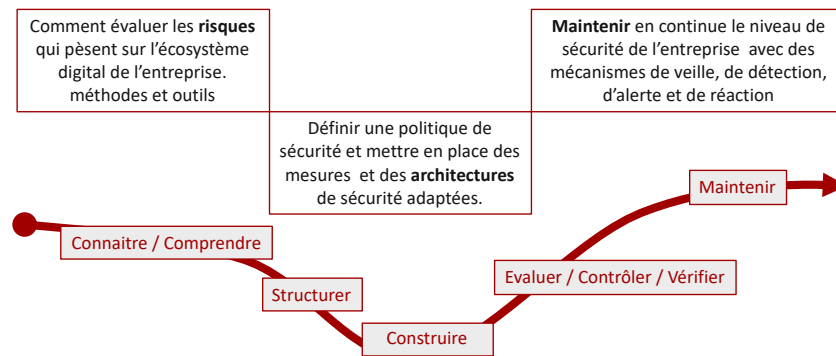 Comment évaluer les risques
qui pèsent sur l'écosystème
digital de l'entreprise.
méthodes et outils
Maintenir en continue le niveau de
sécurité de l'entreprise avec des
mécanismes de veille, de détection,
d'alerte et de réaction
Définir une politique de
sécurité et mettre en place des
mesures et des architectures
de sécurité adaptées.
Connaitre / Comprendre
Structurer
Construire
Evaluer / Contrôler / Vérifier
Maintenir